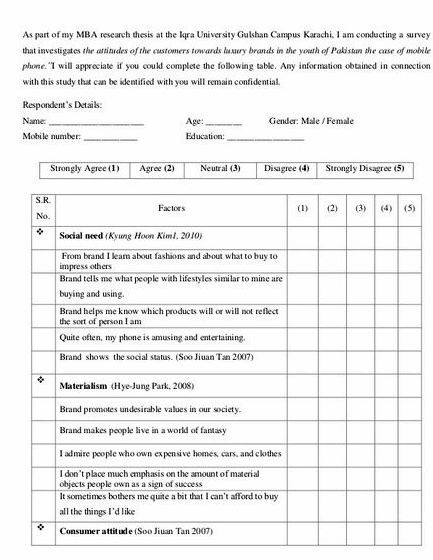 As part of my MBA research thesis at the Iqra University Gulshan Campus Karachi, I am conducting a survey
that investigates the attitudes of the customers towards luxury brands in the youth of Pakistan the case of mobile
phone."I will appreciate if you could complete the following table. Any information obtained in connection
with this study that can be identified with you will remain confidential.
Respondent's Details:
Name: ____________________ Age: ________ Gender: Male / Female
Mobile number: ___________ Education: ________________
Strongly Agree (1) Agree (2) Neutral (3) Disagree (4) Strongly Disagree (5)
S.R. No. Factors (1) (2) (3) (4) (5)
❖ Social need (Kyung Hoon Kim1, 2010)
From brand I learn about fashions and about what to buy to
impress others
Brand tells me what people with lifestyles similar to mine are
buying and using.
Brand helps me know which products will or will not reflect
the sort of person I am
Quite often, my phone is amusing and entertaining.
Brand shows the social status. (Soo Jiuan Tan 2007)
❖ Materialism (Hye-Jung Park, 2008)
Brand promotes undesirable values in our society.
Brand makes people live in a world of fantasy
I admire people who own expensive homes, cars, and clothes
I don't place much emphasis on the amount of material
objects people own as a sign of success
It sometimes bothers me quite a bit that I can't afford to buy
all the things I'd like
❖ Consumer attitude (Soo Jiuan Tan 2007)